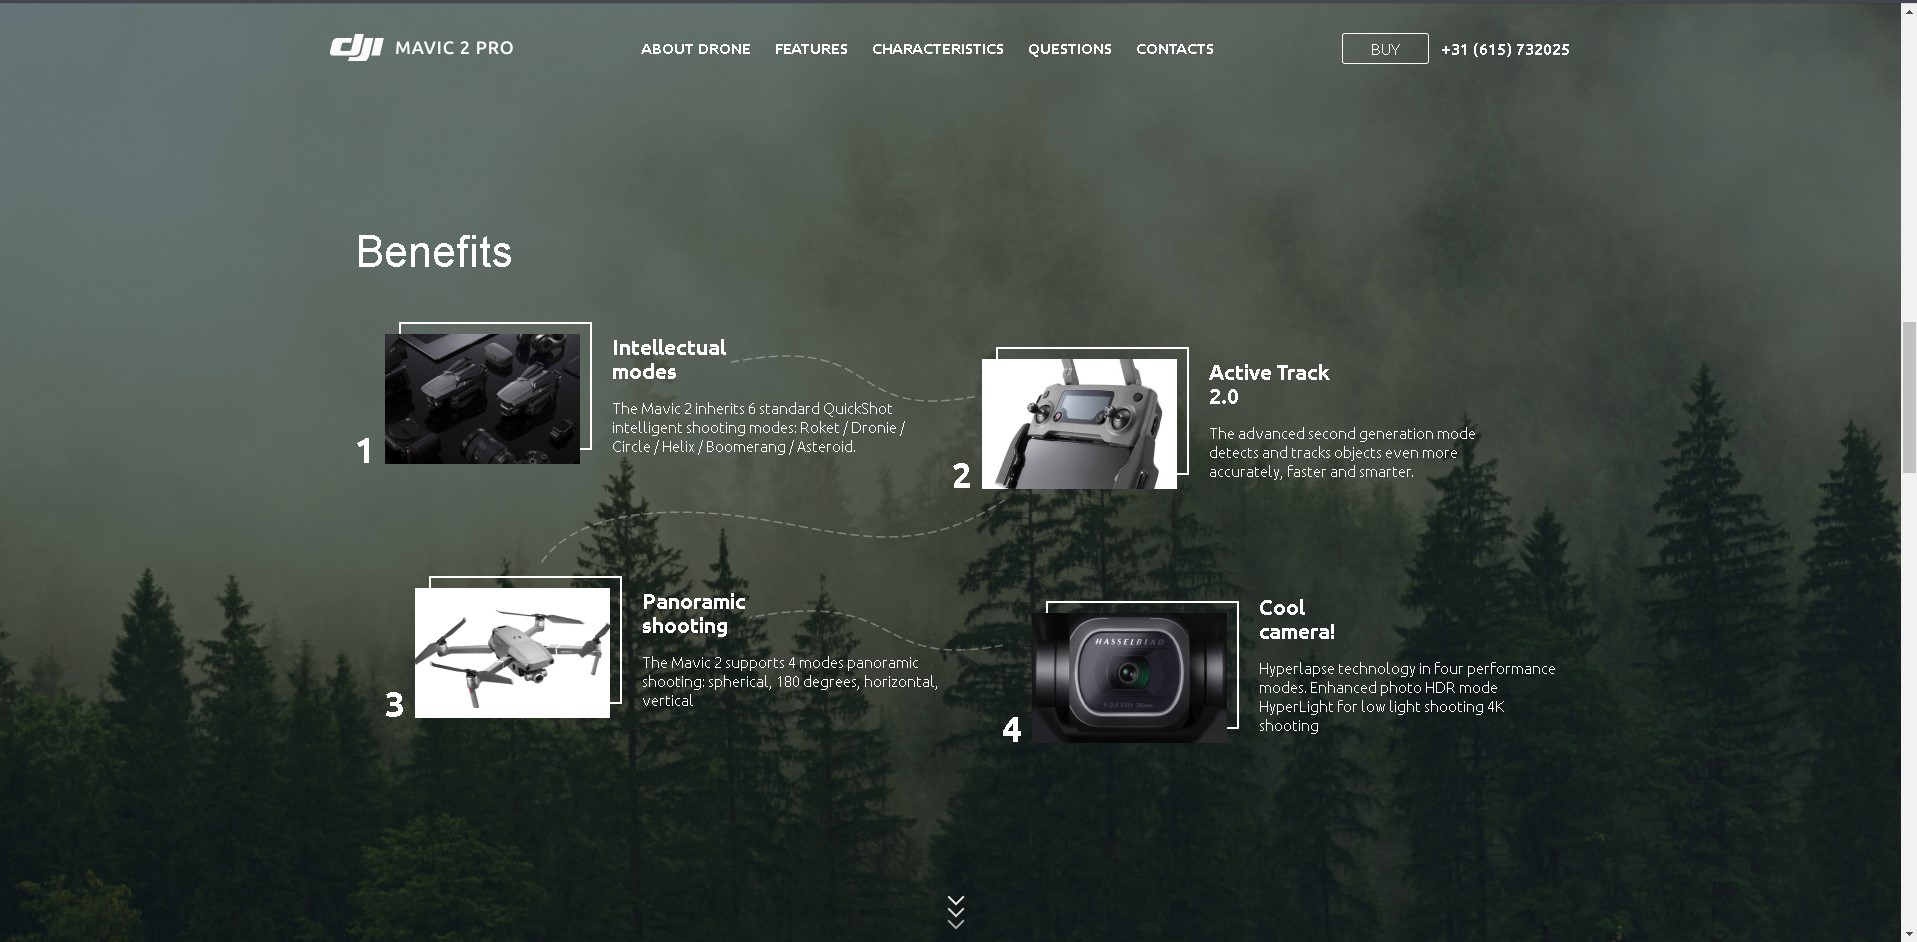 dji MAVIC 2 PRO
ABOUT DRONE FEATURES CHARACTERISTICS QUESTIONS CONTACTS
BUY +31 (615) 732025
Benefits
1
Intellectual
modes
The Mavic 2 inherits 6 standard QuickShot
intelligent shooting modes: Roket / Dronie /
Circle / Helix / Boomerang / Asteroid.
2
Active Track
2.0
The advanced second generation mode
detects and tracks objects even more
accurately, faster and smarter.
3
Panoramic
shooting
The Mavic 2 supports 4 modes panoramic
shooting: spherical, 180 degrees, horizontal,
vertical
4
HASSELBLAD
Cool
camera!
Hyperlapse technology in four performance
modes. Enhanced photo HDR mode
HyperLight for low light shooting 4K
shooting